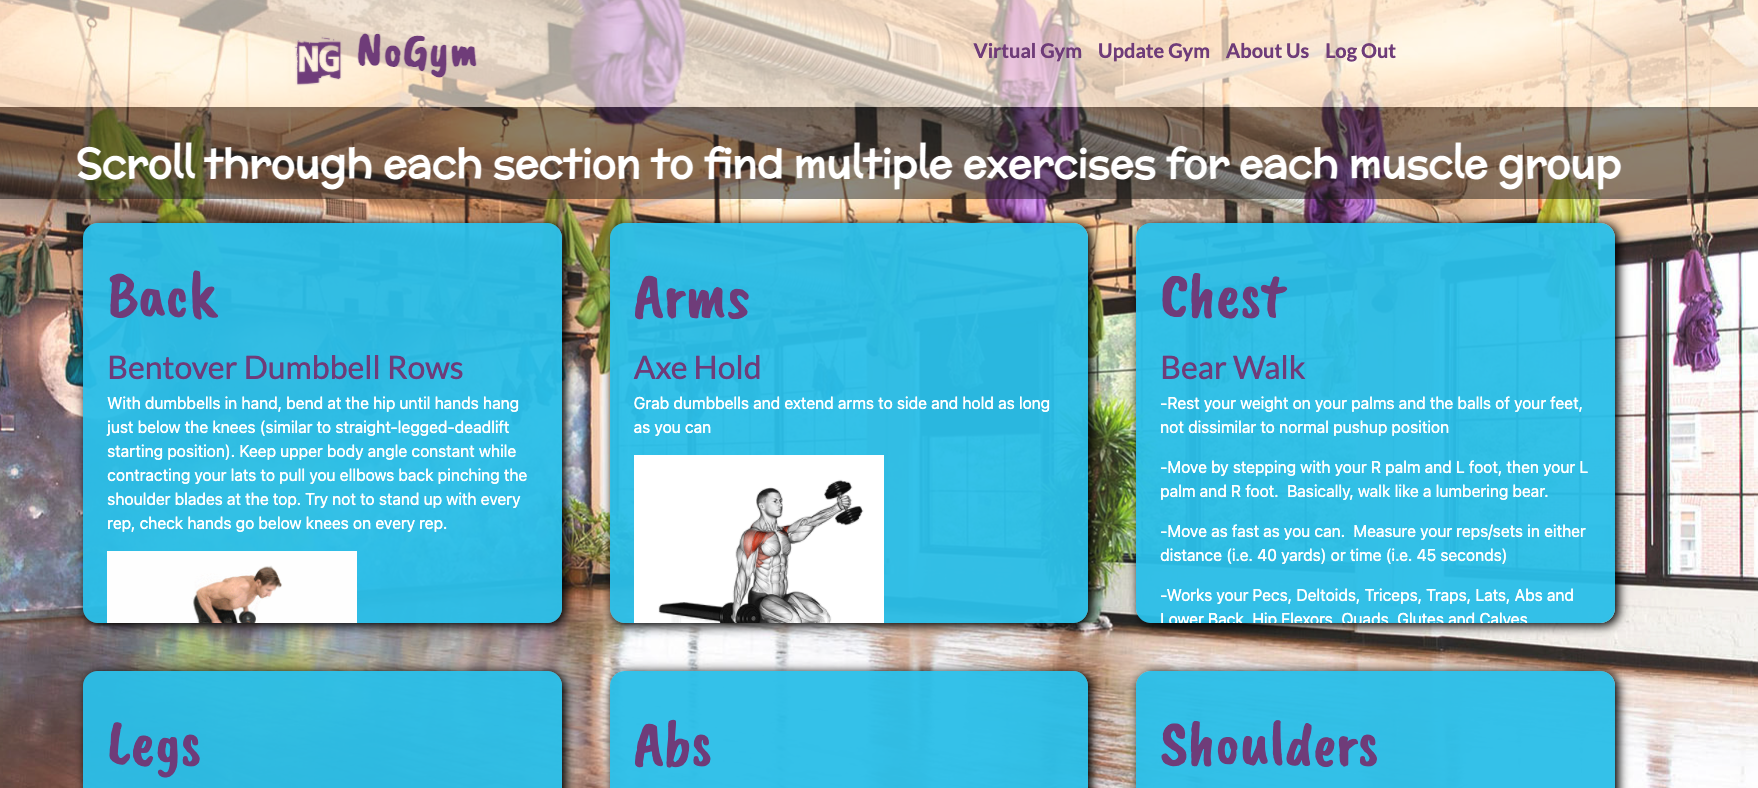 NG NoGym
Virtual Gym Update Gym About Us Log Out
Scroll through each section to find multiple exercises for each muscle group
Back
Bentover Dumbbell Rows
With dumbbells in hand, bend at the hip until hands hang
just below the knees (similar to straight-legged-deadlift
starting position). Keep upper body angle constant while
contracting your lats to pull you ellbows back pinching the
shoulder blades at the top. Try not to stand up with every
rep, check hands go below knees on every rep.
Arms
Axe Hold
Grab dumbbells and extend arms to side and hold as long
as you can
Chest
Bear Walk
-Rest your weight on your palms and the balls of your feet,
not dissimilar to normal pushup position
-Move by stepping with your R palm and L foot, then your L
palm and R foot.  Basically, walk like a lumbering bear.
-Move as fast as you can.  Measure your reps/sets in either
distance (i.e. 40 yards) or time (i.e. 45 seconds)
-Works your Pecs, Deltoids, Triceps, Traps, Lats, Abs and
Lower Back, Hip Flexors, Quads, Glutes and Calves
Legs
Abs
Shoulders